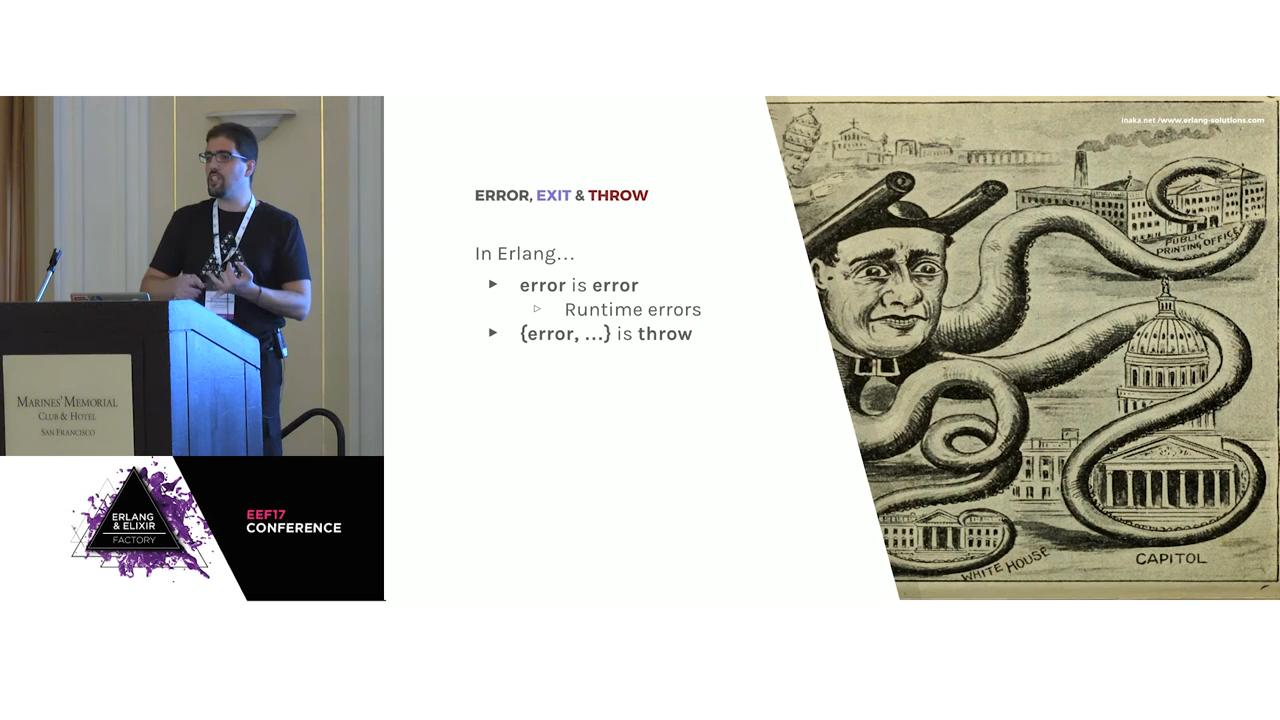 inaka.net /www.erlang-solutions.com
ERROR, EXIT & THROW
In Erlang...
error is error
Runtime errors
{error, ...} is throw
PUBLIC
PRINTING OFFICE
CAPITOL
WHITE HOUSE
MARINES' MEMORIAL
CLUB & HOTEL
SAN FRANCISCO
ERLANG
& ELIXIR
FACTORY
EEF17
CONFERENCE